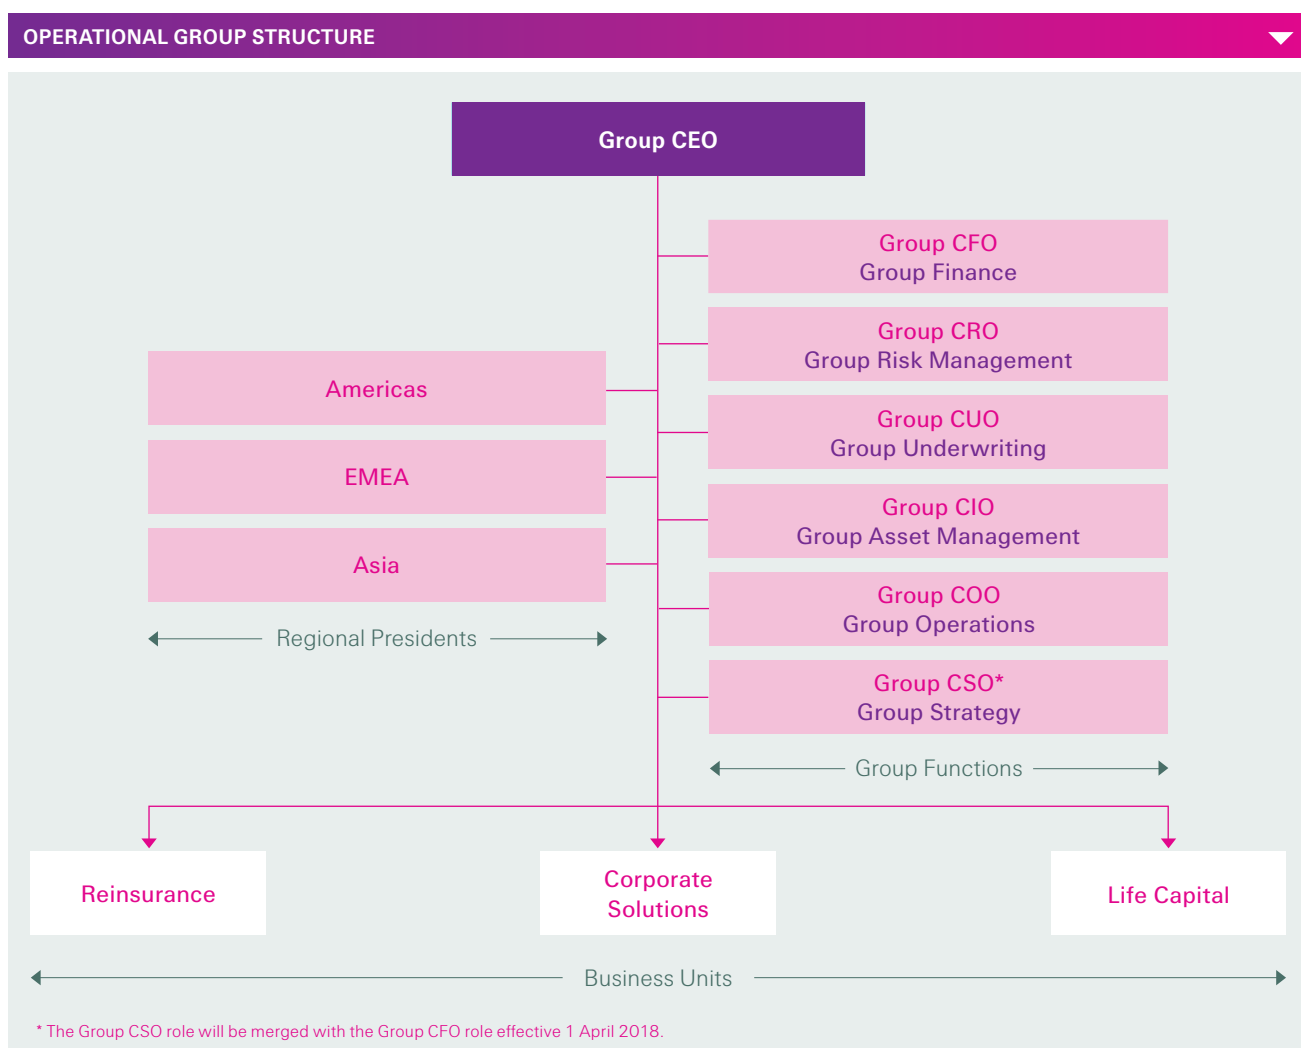 OPERATIONAL GROUP STRUCTURE
Group CEO
Group CFO
Group Finance
Group CRO
Group Risk Management
Americas
Group CUO
Group Underwriting
EMEA
Group CIO
Group Asset Management
Asia
Group COO
Group Operations
Regional Presidents
Group CSO*
Group Strategy
Group Functions
Reinsurance
Corporate
Solutions
Life Capital
Business Units
* The Group CSO role will be merged with the Group CFO role effective 1 April 2018.